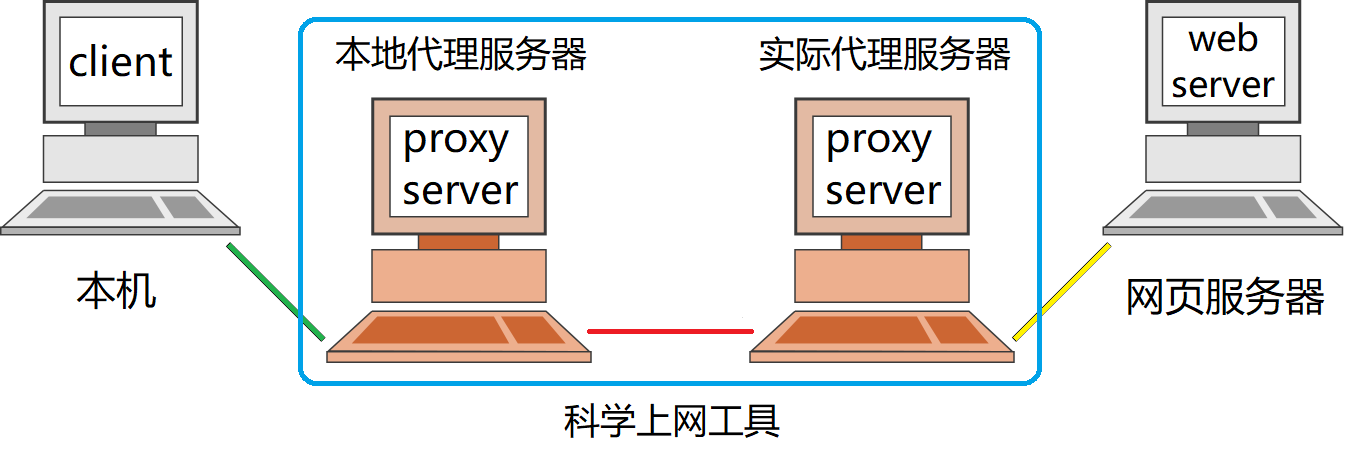 client
本地代理服务器
实际代理服务器
web
server
proxy
server
proxy
server
本机
网页服务器
科学上网工具